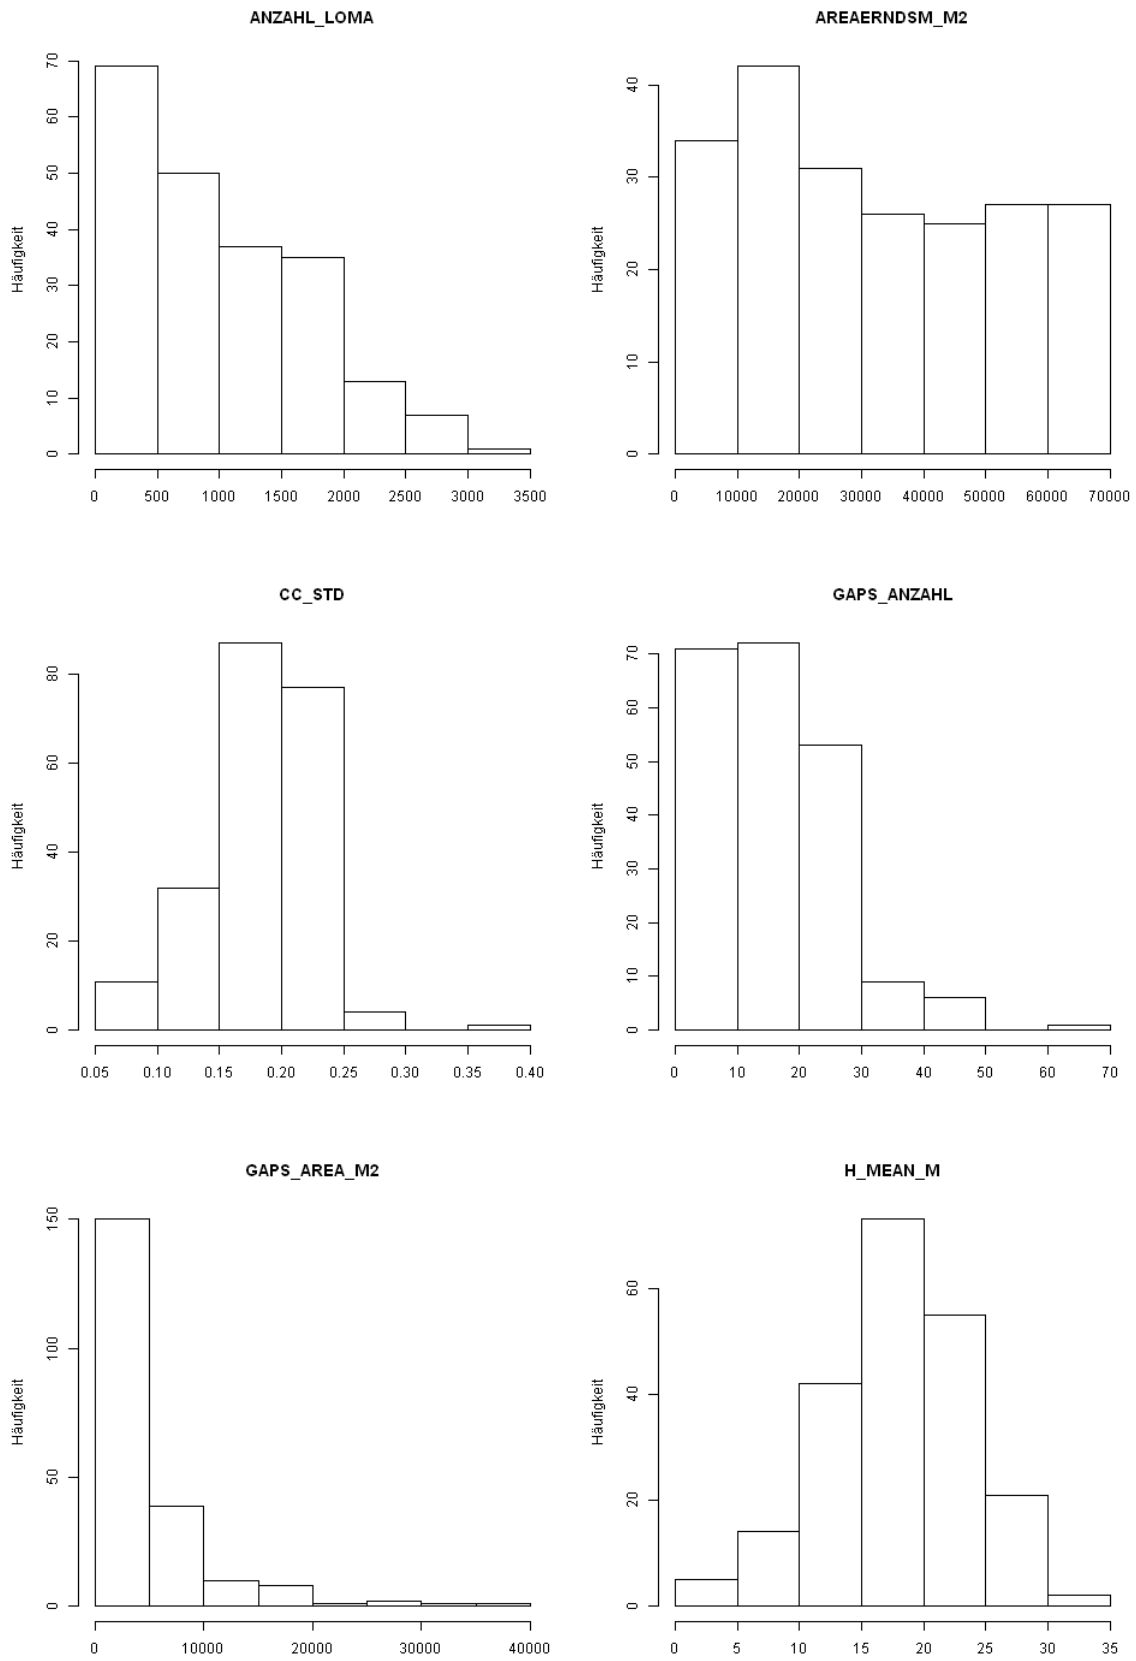 ANZAHL_LOMA
Häufigkeit
0 10 20 30 40 50 60 70
0 500 1000 1500 2000 2500 3000 3500
AREAERNDSM_M2
Häufigkeit
0 10 20 30 40
0 10000 20000 30000 40000 50000 60000 70000
CC_STD
Häufigkeit
0 20 40 60 80
0.05 0.10 0.15 0.20 0.25 0.30 0.35 0.40
GAPS_ANZAHL
Häufigkeit
0 10 20 30 40 50 60 70
0 10 20 30 40 50 60 70
GAPS_AREA_M2
Häufigkeit
0 50 100 150
0 10000 20000 30000 40000
H_MEAN_M
Häufigkeit
0 20 40 60
0 5 10 15 20 25 30 35